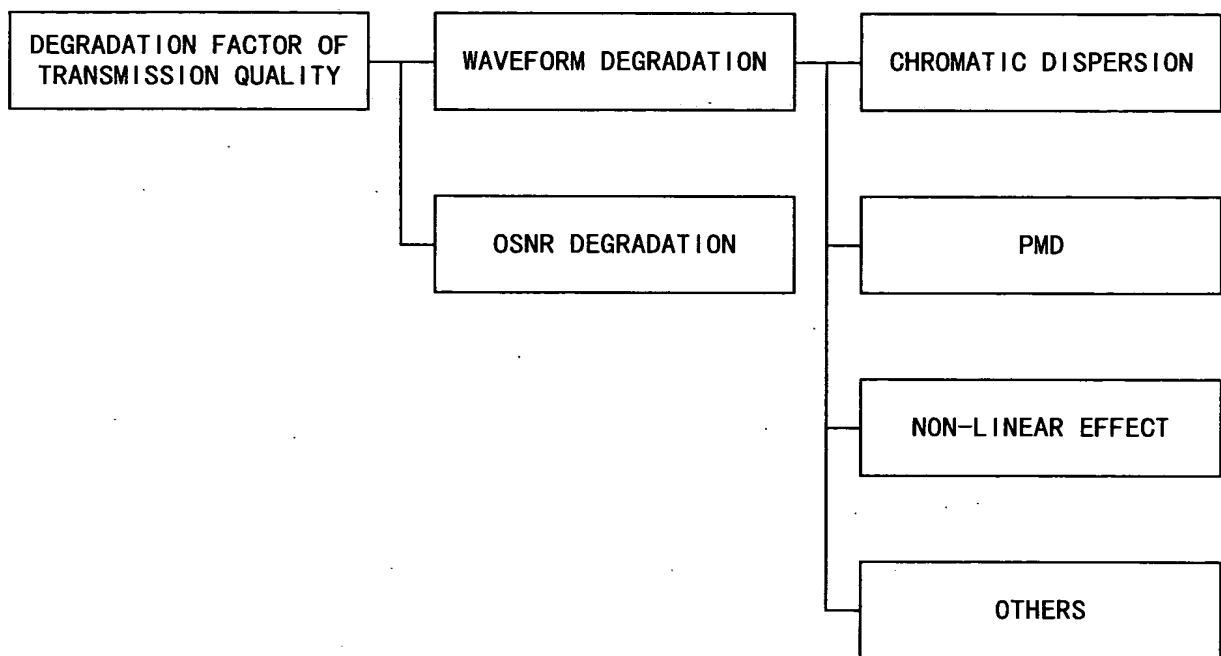 DEGRADATION FACTOR OF
TRANSMISSION QUALITY
WAVEFORM DEGRADATION
CHROMATIC DISPERSION
OSNR DEGRADATION
PMD
NON-LINEAR EFFECT
OTHERS